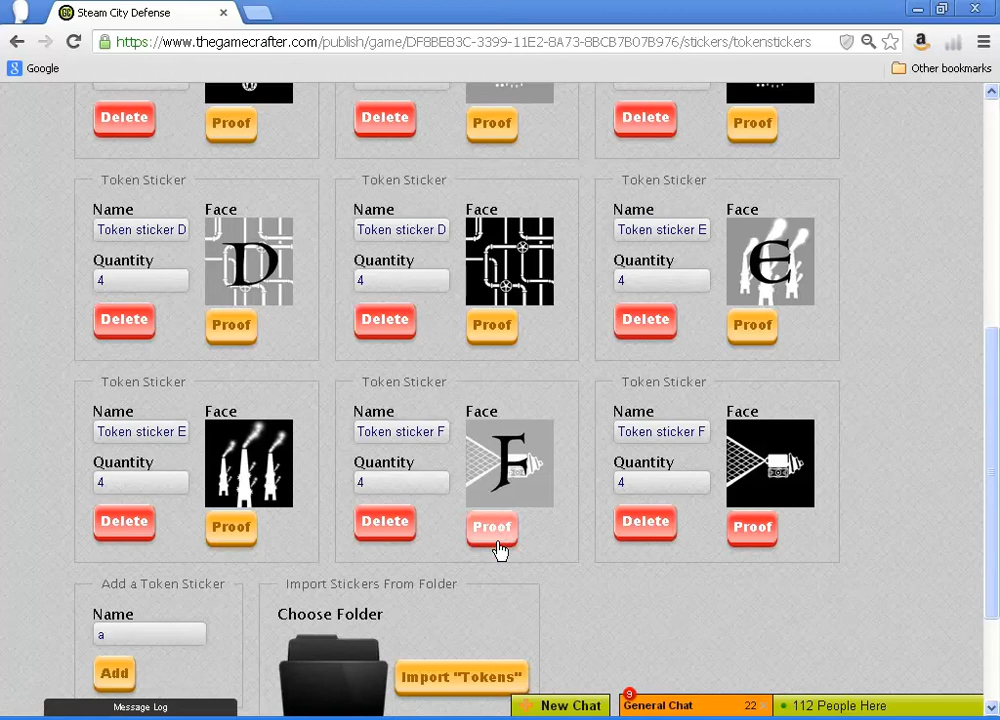 Steam City Defense
https://www.thegamecrafter.com/publish/game/DF8BE83C-3399-11E2-8A73-8BCB7B07B976/stickers/tokenstickers
Google
Other bookmarks
Delete Proof Delete Proof Delete Proof
Token Sticker Token Sticker Token Sticker
Name Face Name Face Name Face
Token sticker D Token sticker D Token sticker E
Quantity Quantity Quantity
4 D 4 4 E
Delete Proof Delete Proof Delete Proof
Token Sticker Token Sticker Token Sticker
Name Face Name Face Name Face
Token sticker E Token sticker F Token sticker F
Quantity Quantity Quantity
4 4 F 4
Delete Proof Delete Proof Delete Proof
Add a Token Sticker Import Stickers From Folder
Name Choose Folder
a
Add Import "Tokens"
Message Log New Chat 9 General Chat 22 112 People Here